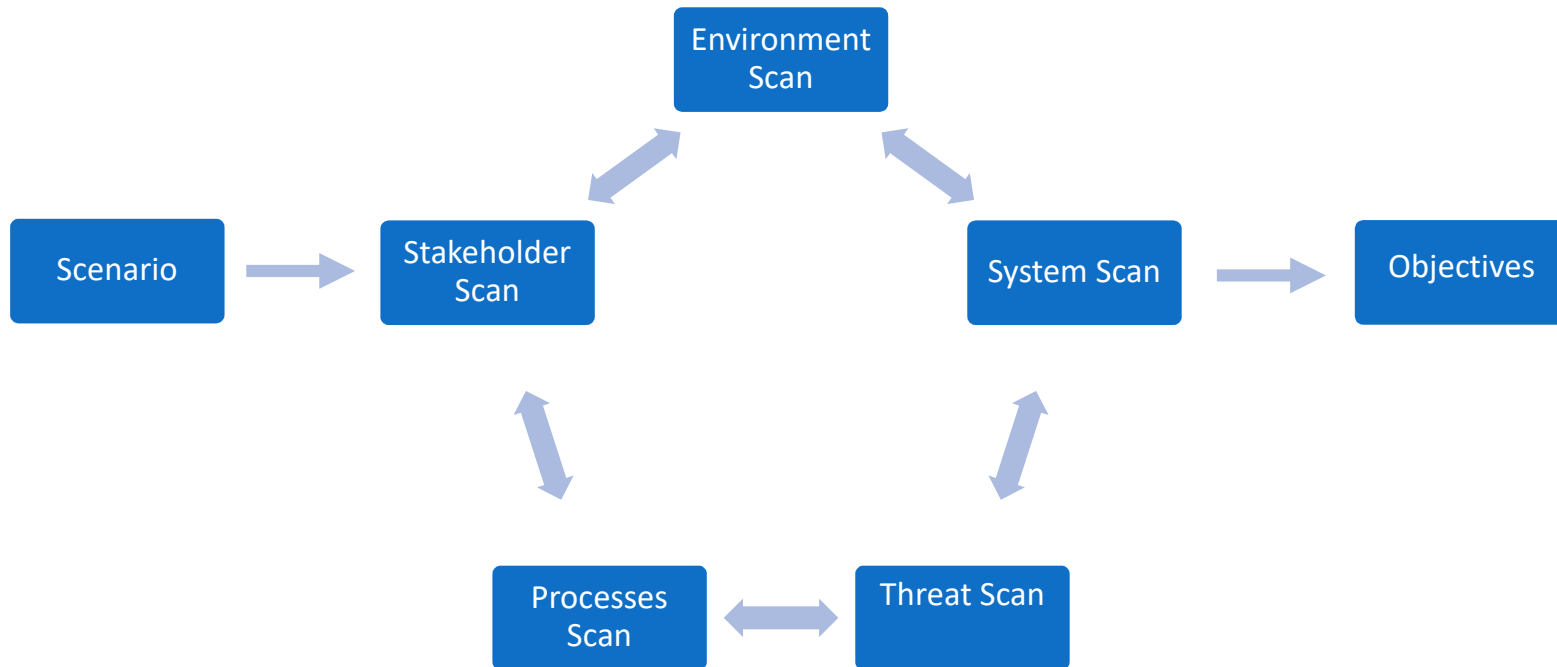 Environment
Scan
Scenario
Stakeholder
Scan
System Scan
Objectives
Processes
Scan
Threat Scan